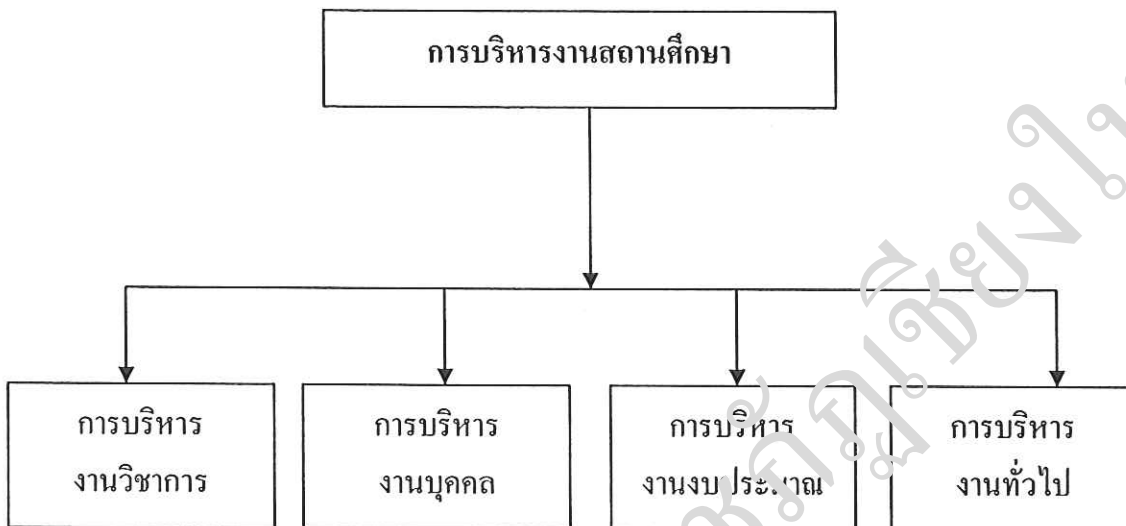 การบริหารงานสถานศึกษา
การบริหาร
งานวิชาการ
การบริหาร
งานบุคคล
การบริหาร
งานงบประมาณ
การบริหาร
งานทั่วไป